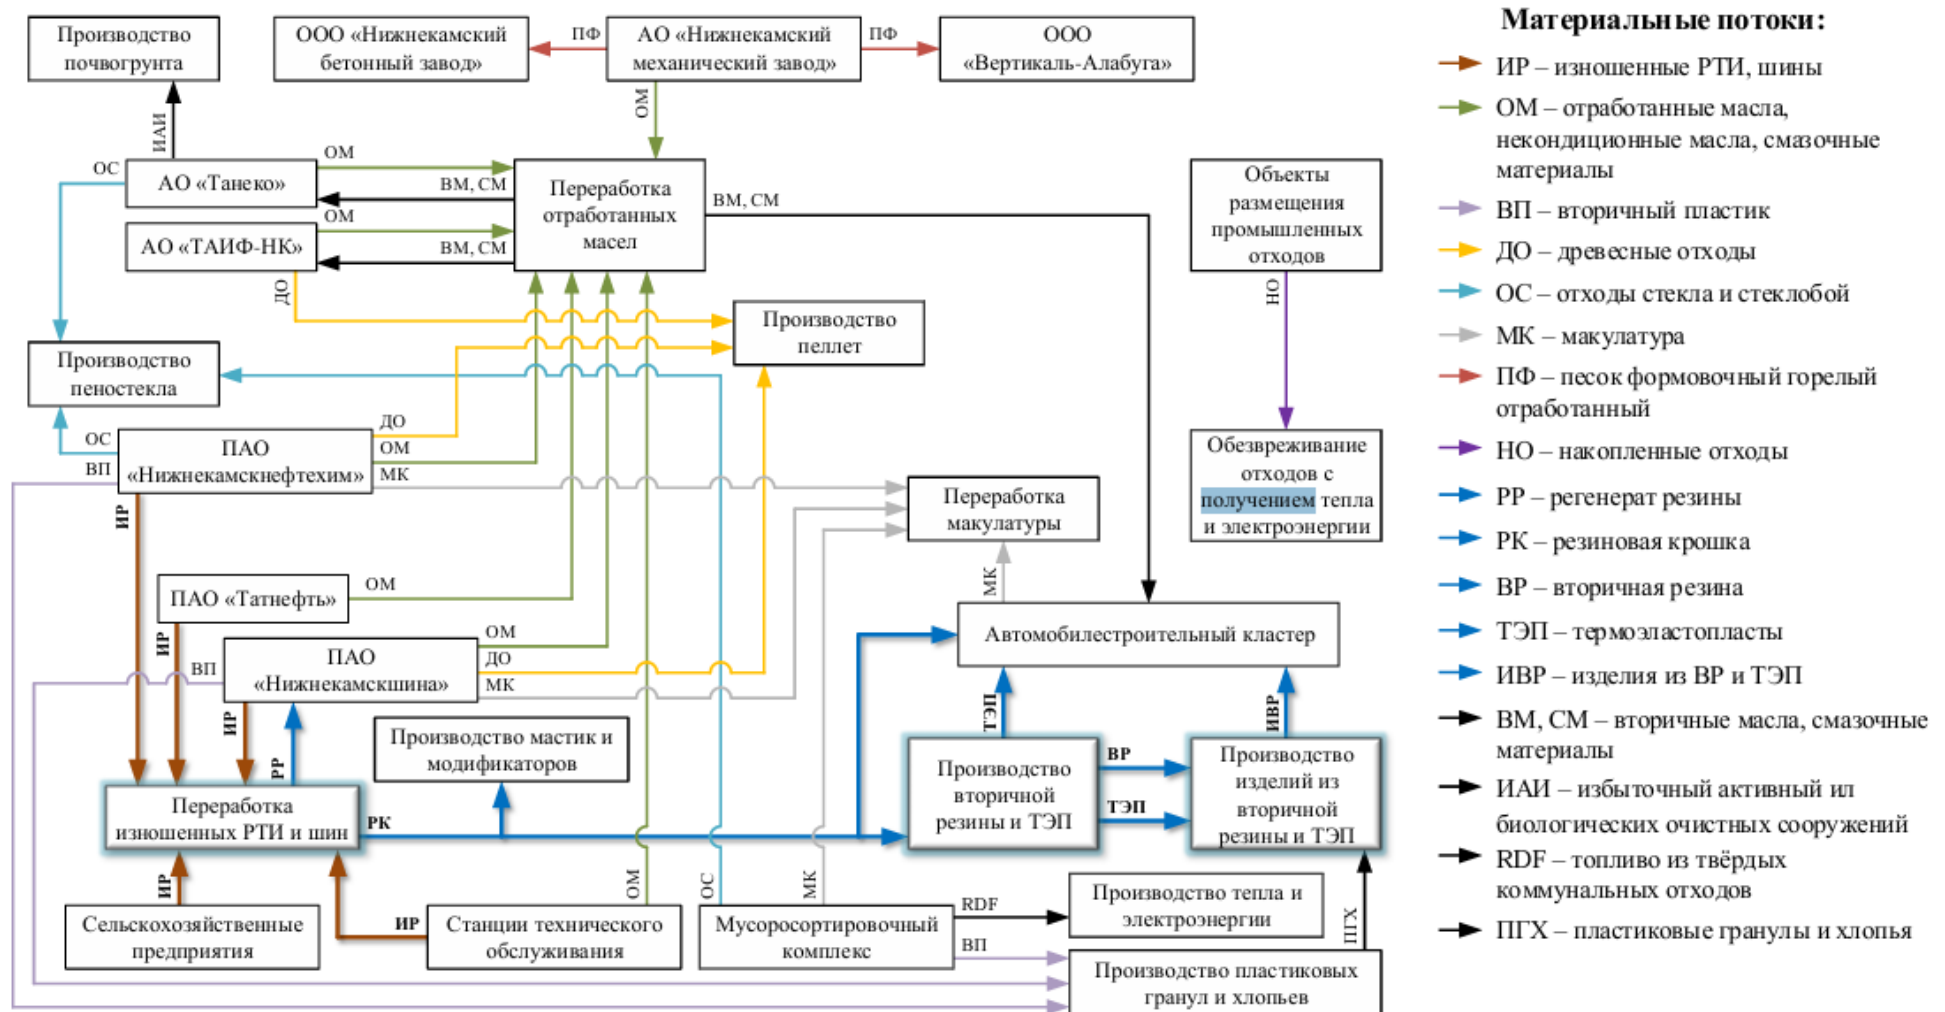 Производство
почвогрунта
ООО «Нижнекамский
бетонный завод»
ПФ
АО «Нижнекамский
механический завод»
ПФ
ООО
«Вертикаль-Алабуга»
ИАИ
ОМ
ОС
АО «Танеко»
ОМ
ВМ, СМ
ОМ
АО «ТАИФ-НК»
ВМ, СМ
ДО
Переработка
отработанных
масел
ВМ, СМ
Объекты
размещения
промышленных
отходов
НО
Производство
пеллет
Производство
пеностекла
ОС
ВП
ПАО
«Нижнекамскнефтехим»
ДО
ОМ
МК
ИР
Переработка
макулатуры
Обезвреживание
отходов с
получением тепла
и электроэнергии
МК
ПАО «Татнефть»
ОМ
ИР
ВП
ПАО
«Нижнекамскшина»
ОМ
ДО
МК
Автомобилестроительный кластер
ИР
РР
ТЭП
ИВР
Производство мастик и
модификаторов
Переработка
изношенных РТИ и шин
РК
Производство
вторичной
резины и ТЭП
ВР
ТЭП
Производство
изделий из
вторичной
резины и ТЭП
ИР
ИР
ОМ
ОС
МК
ПГХ
Сельскохозяйственные
предприятия
Станции технического
обслуживания
Мусоросортировочный
комплекс
RDF
ВП
Производство тепла и
электроэнергии
Производство пластиковых
гранул и хлопьев
Материальные потоки:
ИР – изношенные РТИ, шины
ОМ – отработанные масла,
некондиционные масла, смазочные
материалы
ВП – вторичный пластик
ДО – древесные отходы
ОС – отходы стекла и стеклобой
МК – макулатура
ПФ – песок формовочный горелый
отработанный
НО – накопленные отходы
РР – регенерат резины
РК – резиновая крошка
ВР – вторичная резина
ТЭП – термоэластопласты
ИВР – изделия из ВР и ТЭП
ВМ, СМ – вторичные масла, смазочные
материалы
ИАИ – избыточный активный ил
биологических очистных сооружений
RDF – топливо из твёрдых
коммунальных отходов
ПГХ – пластиковые гранулы и хлопья